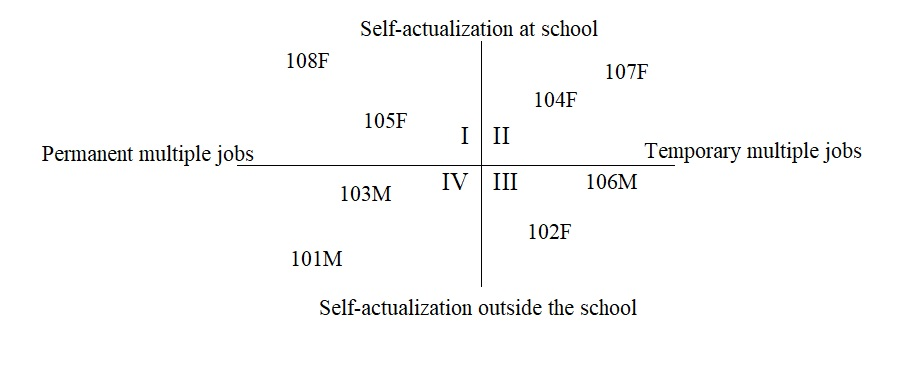 Self-actualization at school
108F
107F
104F
105F
I II
Permanent multiple jobs
Temporary multiple jobs
IV III
106M
103M
102F
101M
Self-actualization outside the school